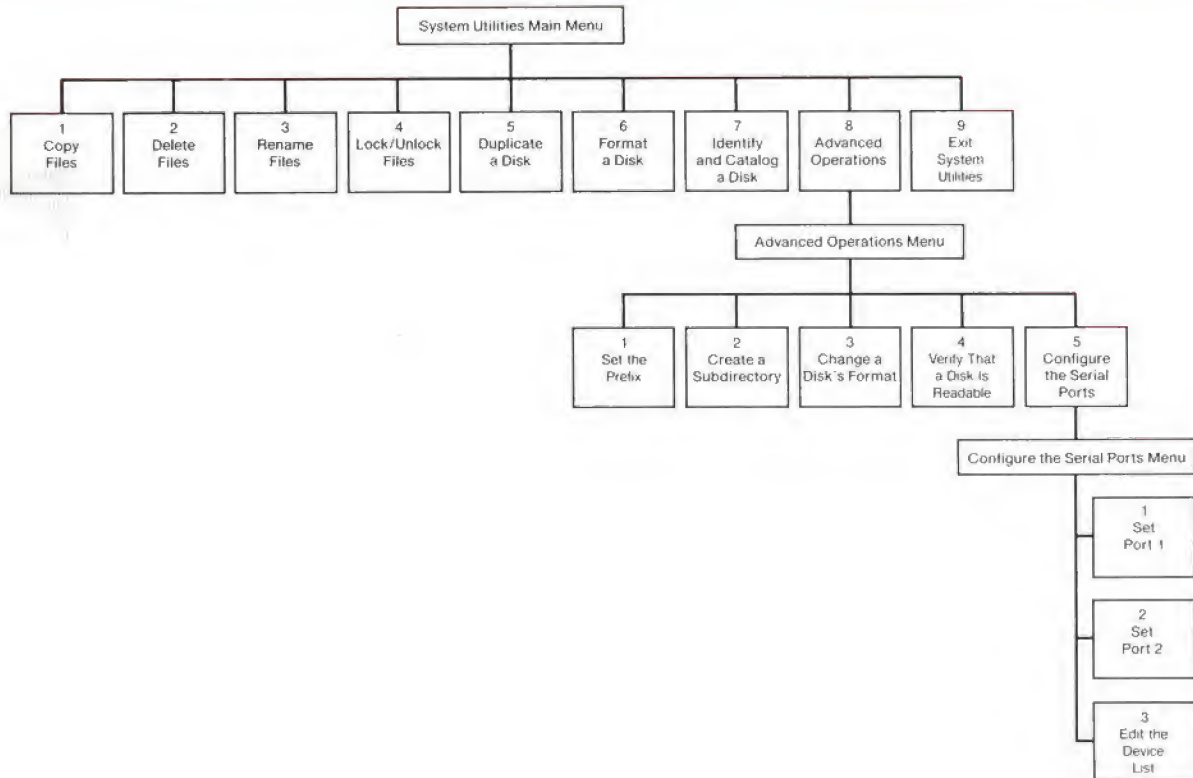 System Utilities Main Menu
1
Copy
Files
2
Delete
Files
3
Rename
Files
4
Lock/Unlock
Files
5
Duplicate
a Disk
6
Format
a Disk
7
Identify
and Catalog
a Disk
8
Advanced
Operations
9
Exit
System
Utilities
Advanced Operations Menu
1
Set the
Prefix
2
Create a
Subdirectory
3
Change a
Disk's Format
4
Verify That
a Disk Is
Readable
5
Configure
the Serial
Ports
Configure the Serial Ports Menu
1
Set
Port 1
2
Set
Port 2
3
Edit the
Device
List